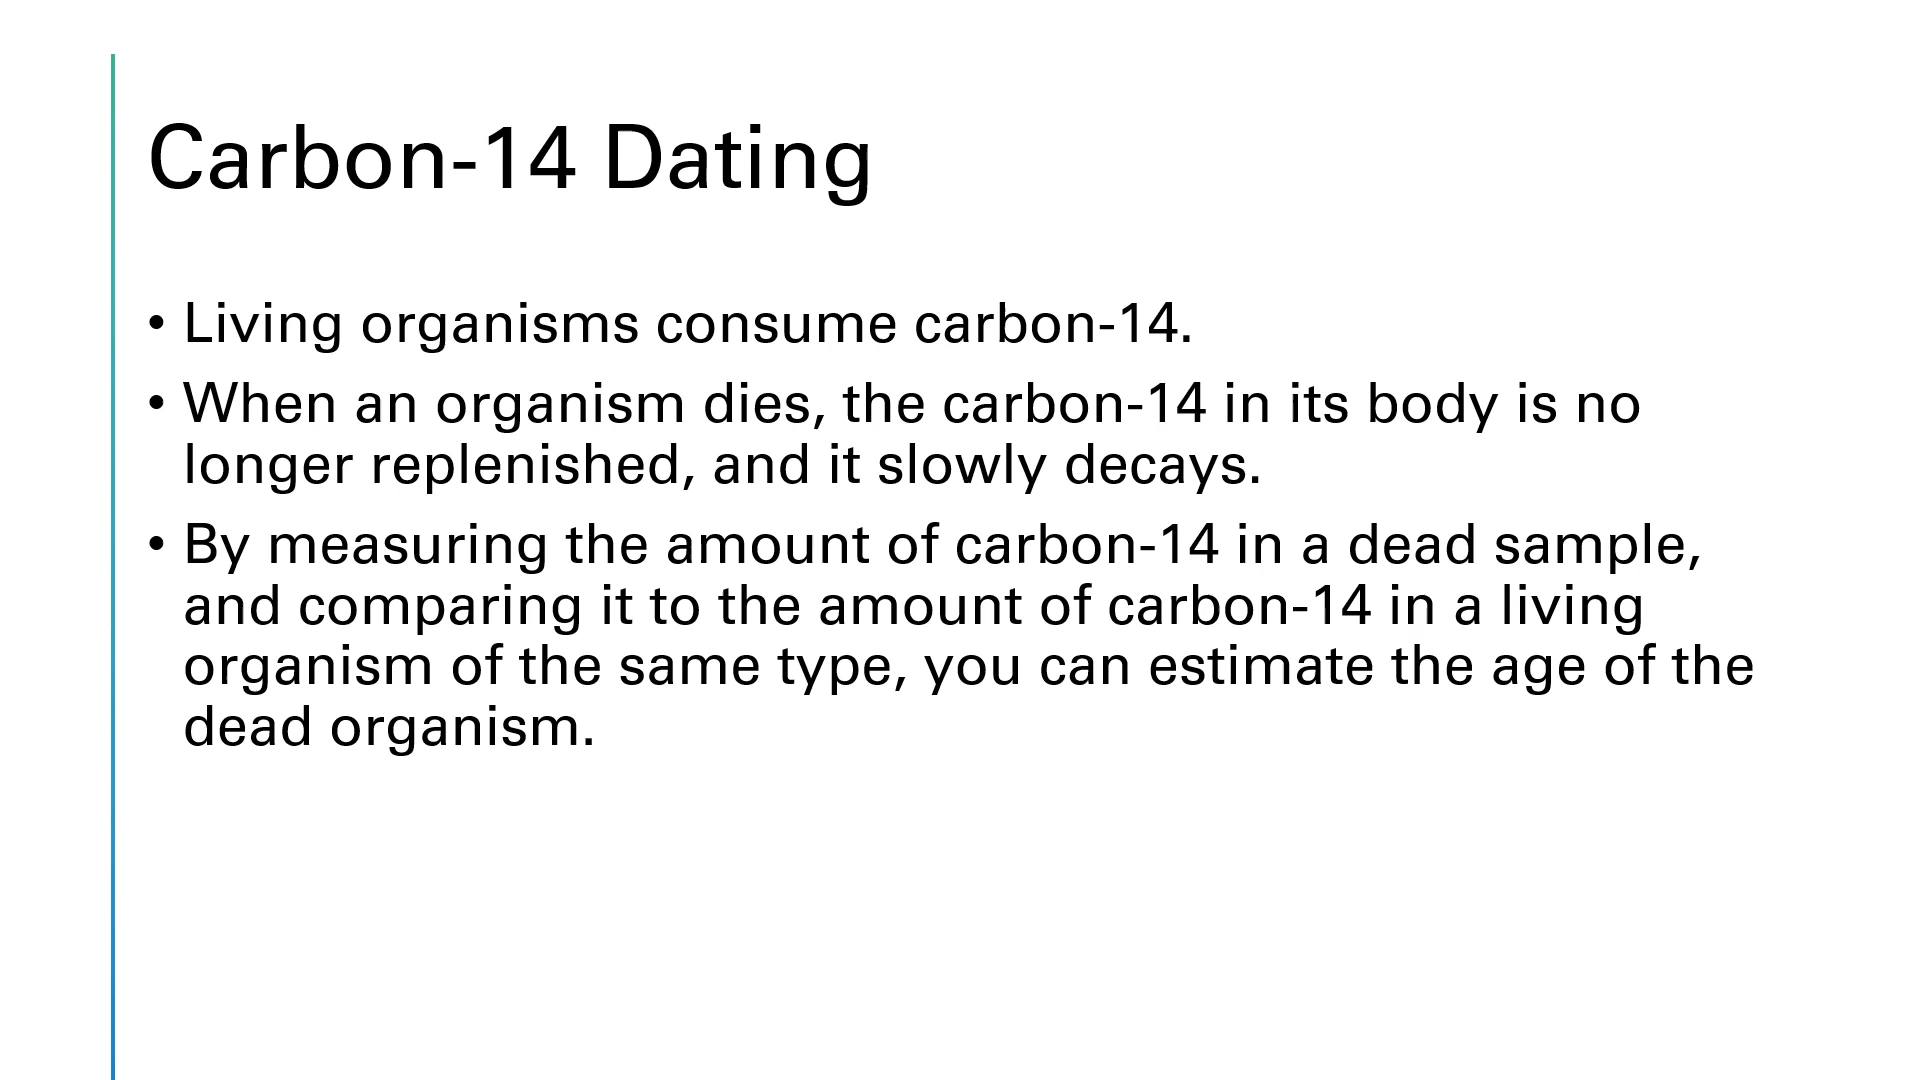 Carbon-14 Dating
• Living organisms consume carbon-14.
• When an organism dies, the carbon-14 in its body is no
longer replenished, and it slowly decays.
• By measuring the amount of carbon-14 in a dead sample,
and comparing it to the amount of carbon-14 in a living
organism of the same type, you can estimate the age of the
dead organism.